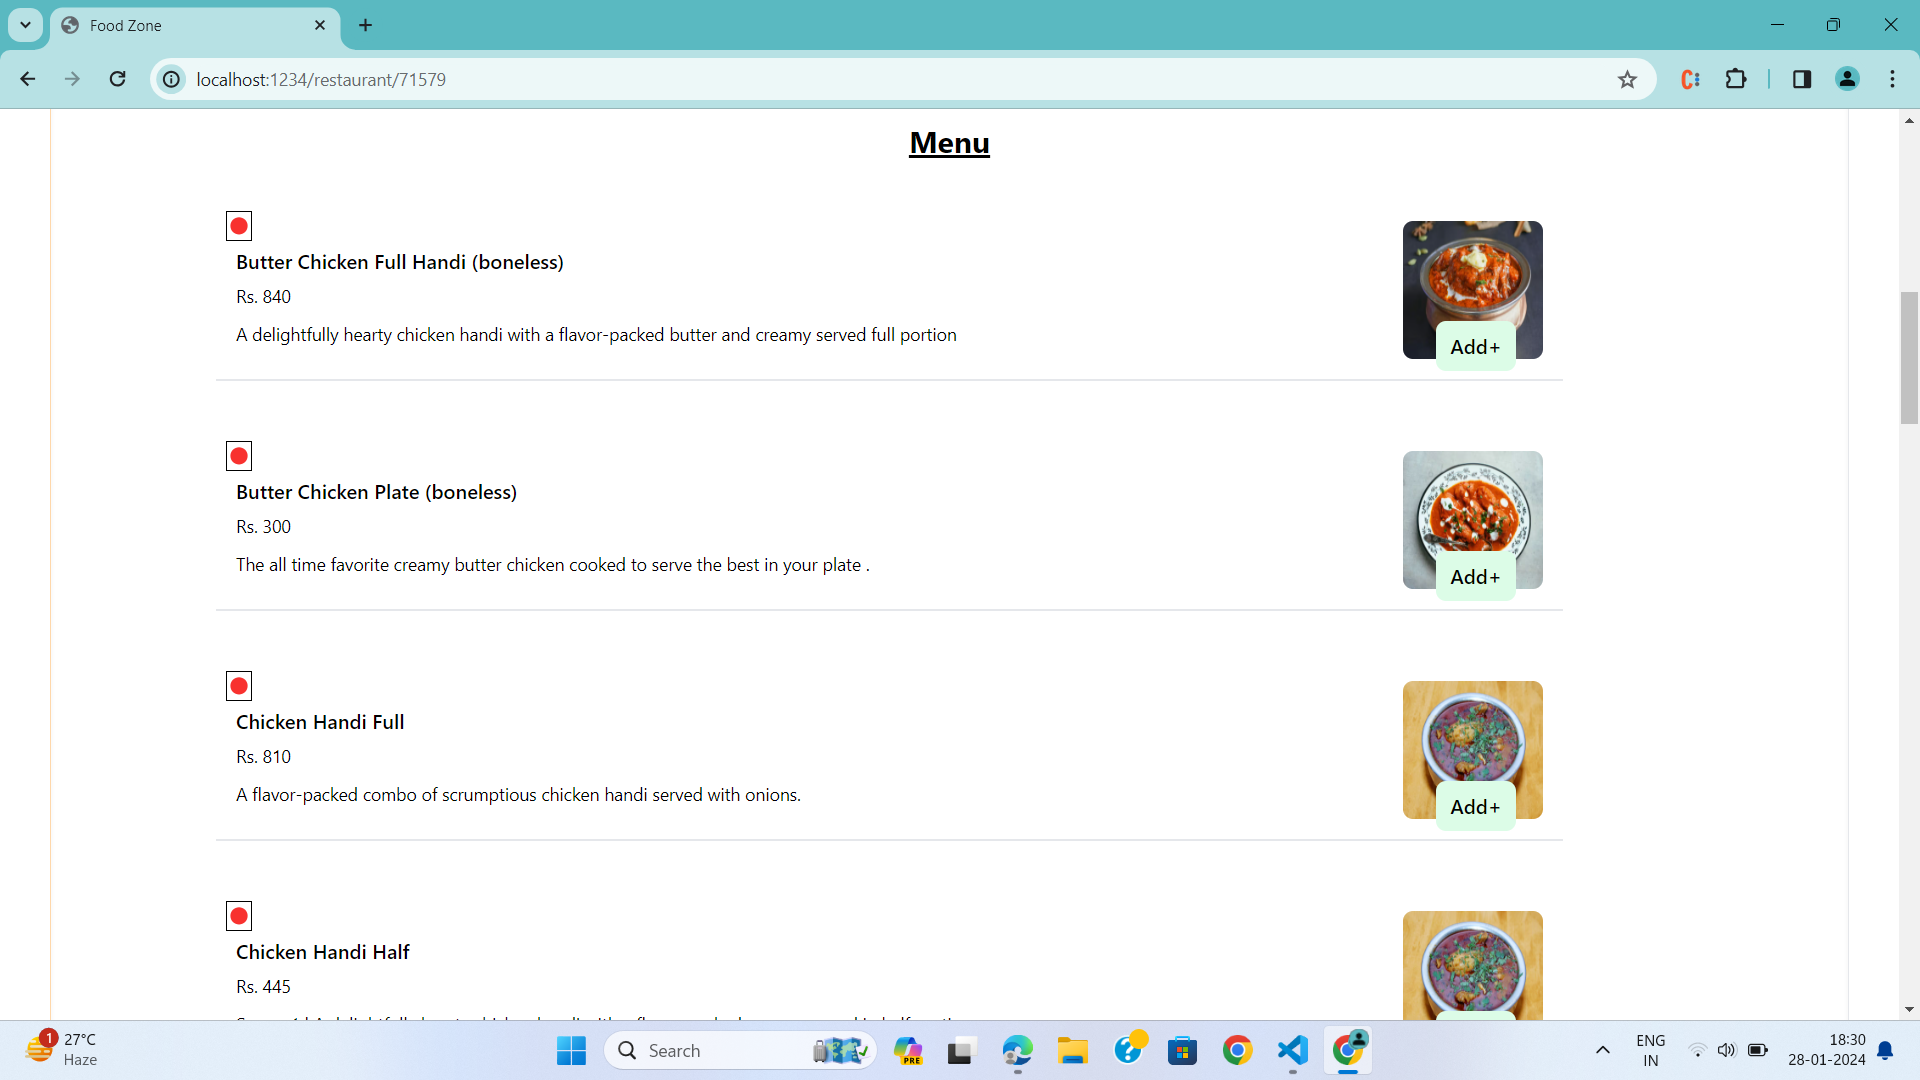 Food Zone
localhost:1234/restaurant/71579
Menu
Butter Chicken Full Handi (boneless)
Rs. 840
A delightfully hearty chicken handi with a flavor-packed butter and creamy served full portion
Add+
Butter Chicken Plate (boneless)
Rs. 300
The all time favorite creamy butter chicken cooked to serve the best in your plate .
Add+
Chicken Handi Full
Rs. 810
A flavor-packed combo of scrumptious chicken handi served with onions.
Add+
Chicken Handi Half
Rs. 445
1
27°C
Haze
Search
PRE
ENG
IN
18:30
28-01-2024